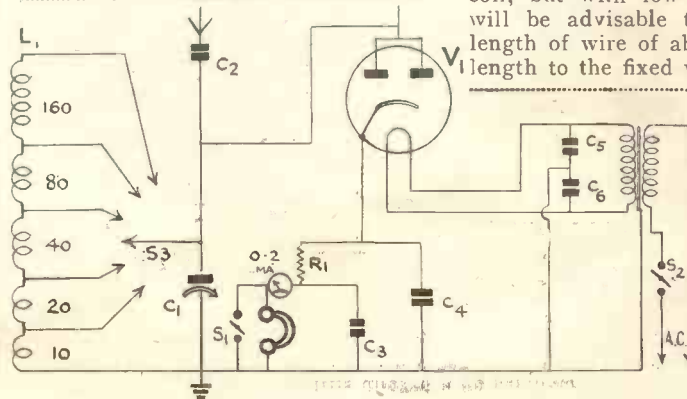 coil, but with low
will be advisable t
length of wire of ab
length to the fixed v
L1
160
80
40
20
10
C2
V1
S3
C1
0-2
MA
R1
S1
C3
C4
C5
C6
S2
A.C.